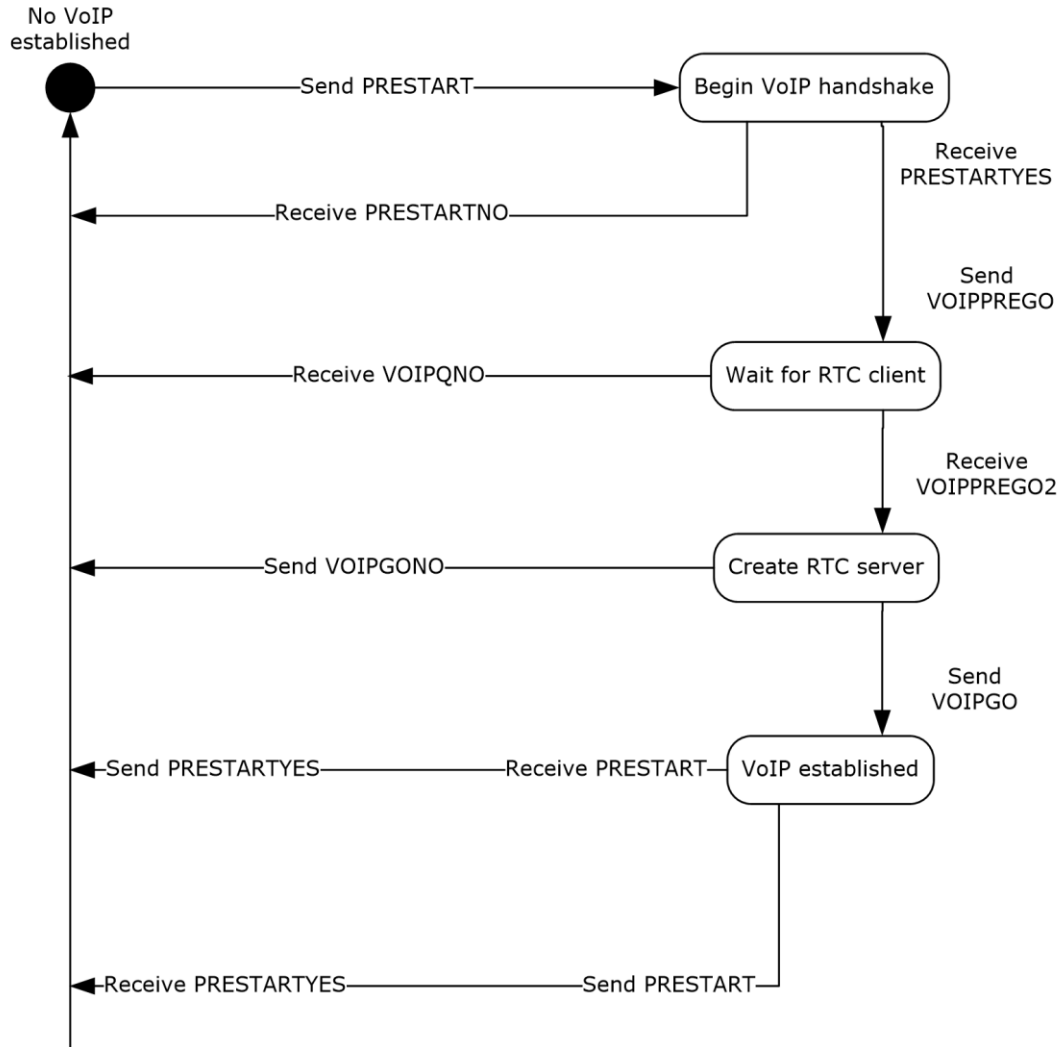 No VoIP
established
Send PRESTART
Begin VoIP handshake
Receive
PRESTARTYES
Receive PRESTARTNO
Send
VOIPPREGO
Receive VOIPQNO
Wait for RTC client
Receive
VOIPPREGO2
Send VOIPGONO
Create RTC server
Send
VOIPGO
Send PRESTARTYES
Receive PRESTART
VoIP established
Receive PRESTARTYES
Send PRESTART